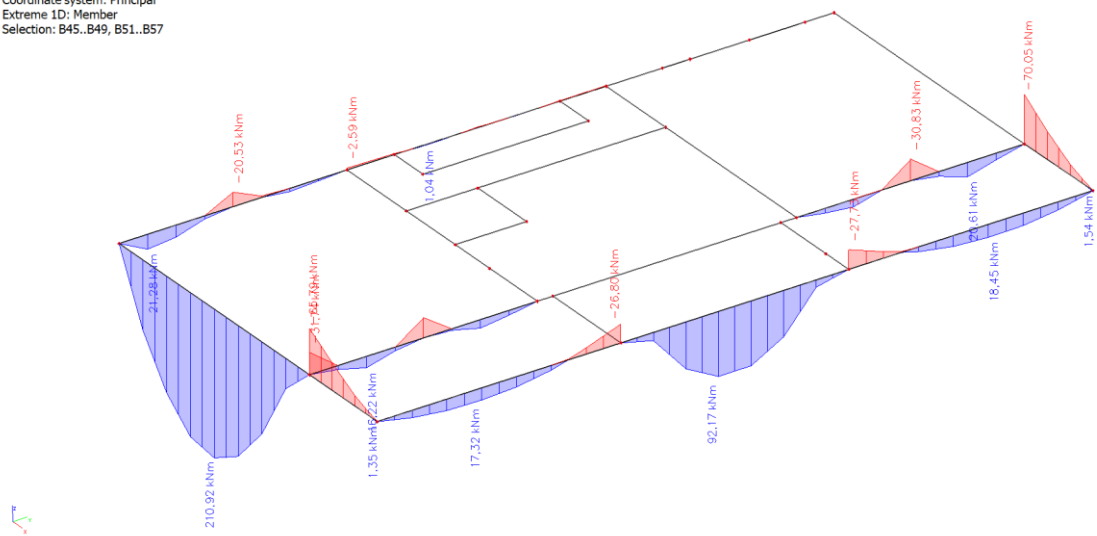 Coordinate system: Principal
Extreme 1D: Member
Selection: B45..B49, B51..B57
-70.05 kNm
-20.53 kNm
-2.59 kNm
-30.83 kNm
1.04 kNm
20.61 kNm
1.54 kNm
21.28 kNm
-26.80 kNm
18.45 kNm
1.35 kNm
17.32 kNm
92.17 kNm
210.92 kNm